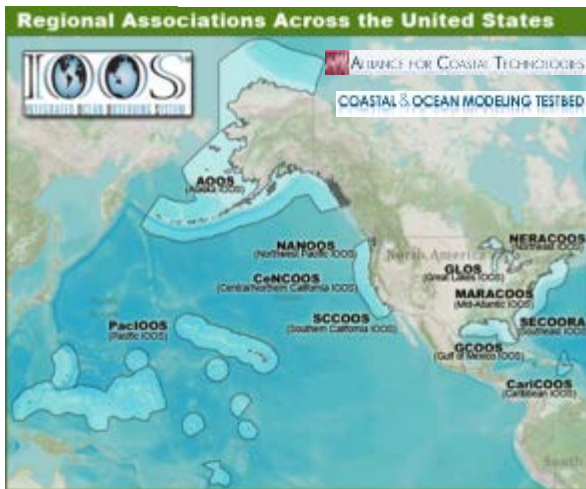 Regional Associations Across the United States
IOOS
INTEGRATED OCEAN OBSERVING SYSTEM
ALLIANCE FOR COASTAL TECHNOLOGIES
COASTAL & OCEAN MODELING TESTBED
AOOS
(Alaska IOOS)
NANOOS
(Northwest Pacific IOOS)
North America
NERACOOS
(Northeast IOOS)
GLOS
(Great Lakes IOOS)
CeNCOOS
(Central/Northern California IOOS)
MARACOOS
(Mid-Atlantic IOOS)
SCCOOS
(Southern California IOOS)
SECOORA
(Southeast IOOS)
PacIOOS
(Pacific IOOS)
GCOOS
(Gulf of Mexico IOOS)
CariCOOS
(Caribbean IOOS)
South